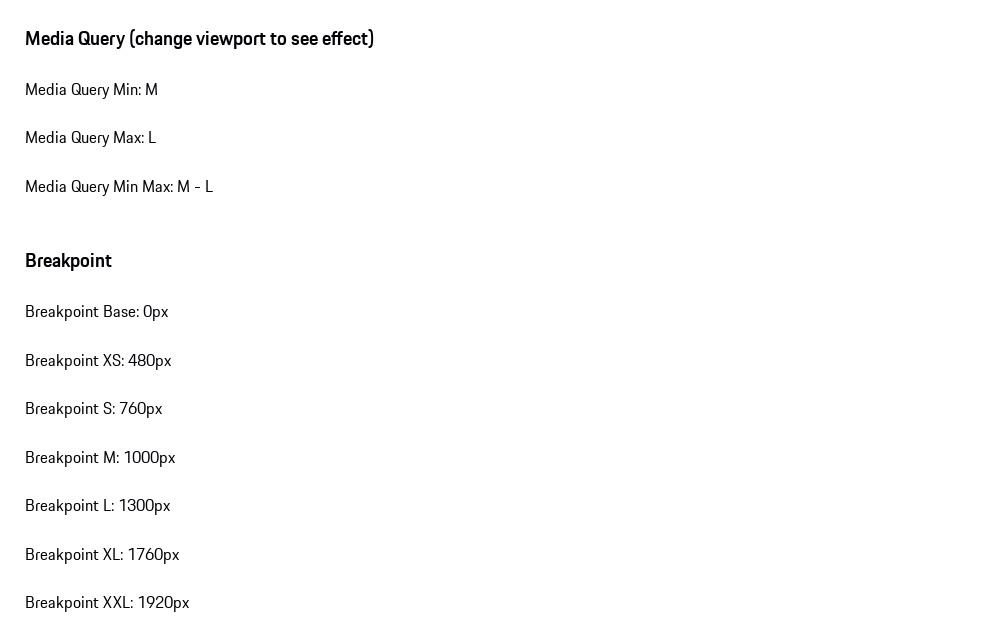 Media Query (change viewport to see effect)
Media Query Min: M
Media Query Max: L
Media Query Min Max: M - L
Breakpoint
Breakpoint Base: 0px
Breakpoint XS: 480px
Breakpoint S: 760px
Breakpoint M: 1000px
Breakpoint L: 1300px
Breakpoint XL: 1760px
Breakpoint XXL: 1920px